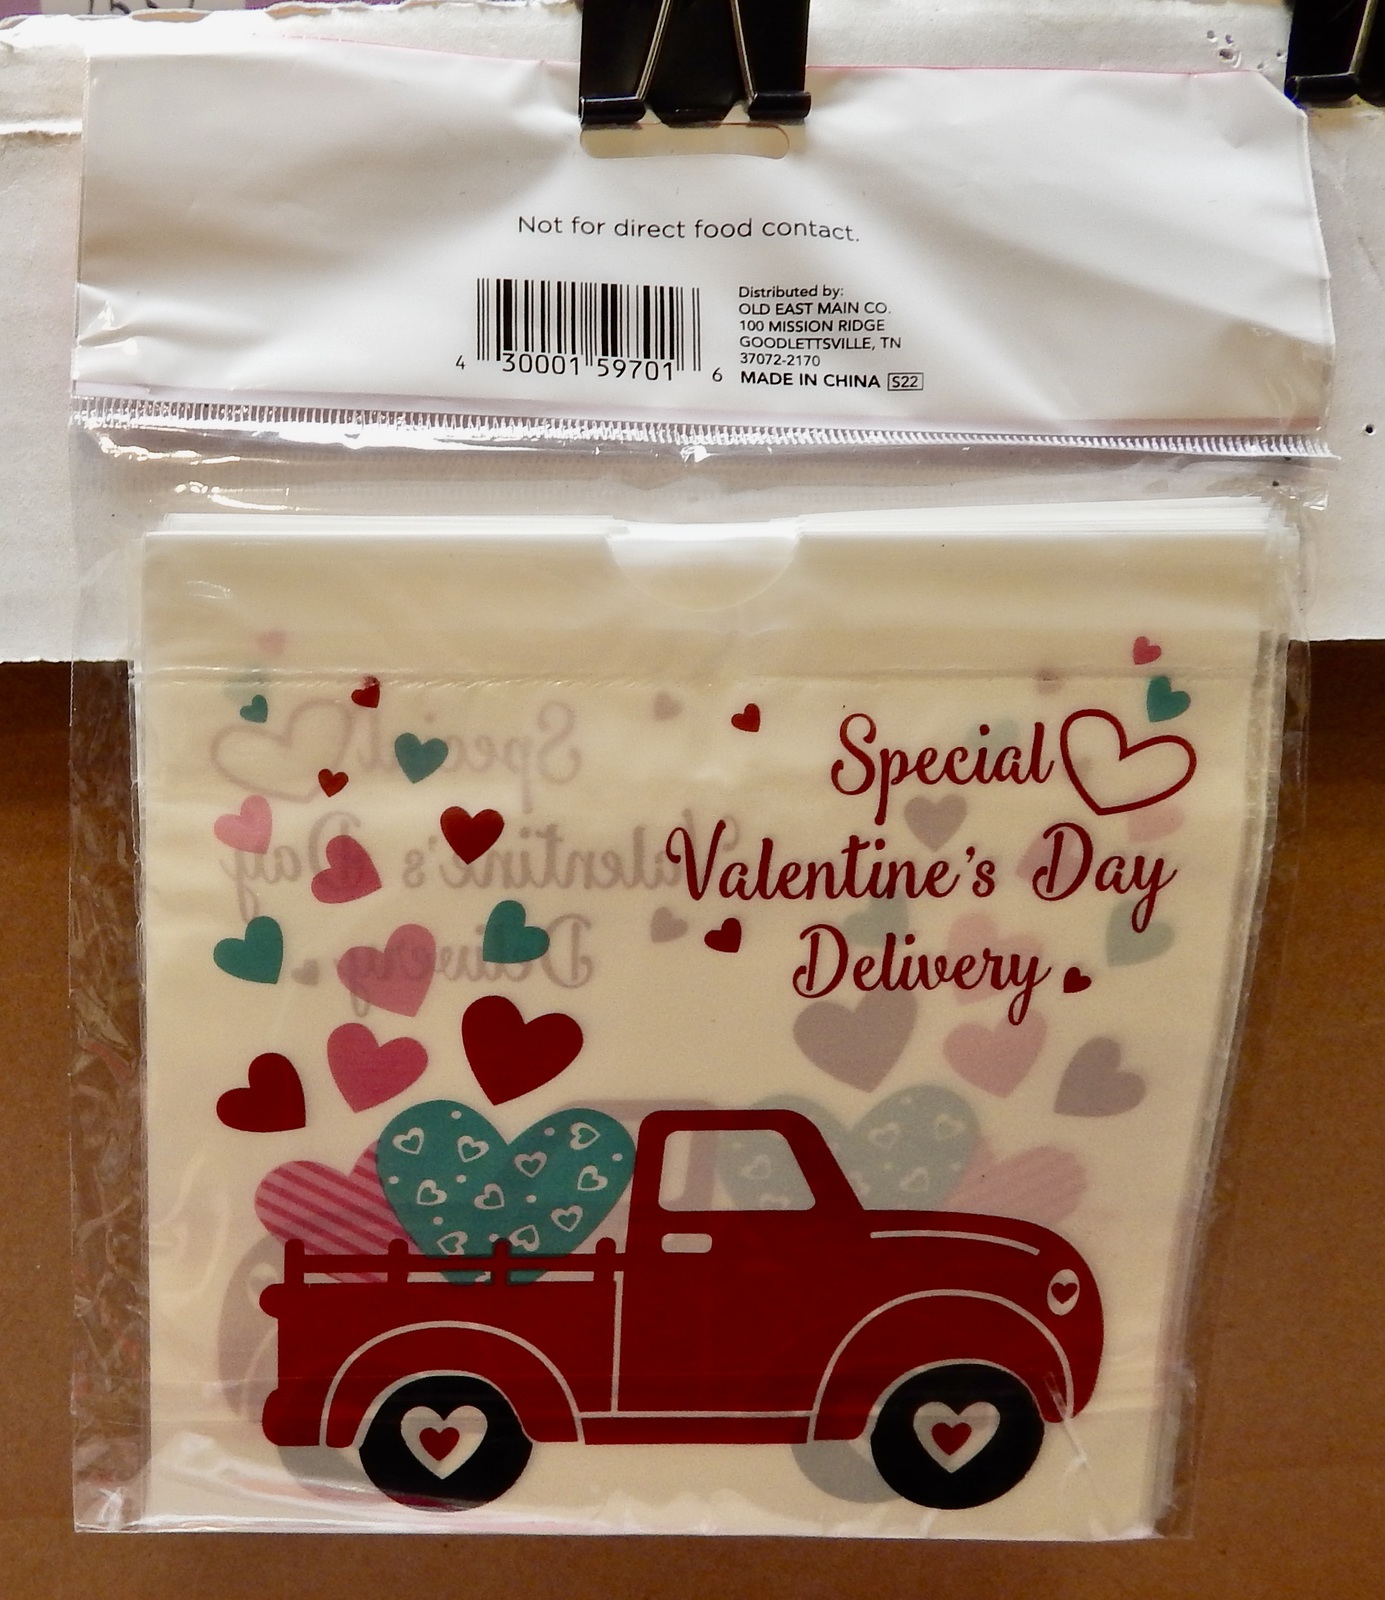 Not for direct food contact.
4 30001 59701 6
Distributed by:
OLD EAST MAIN CO.
100 MISSION RIDGE
GOODLETTSVILLE, TN
37072-2170
MADE IN CHINA S22
Special
Valentine's Day
Delivery